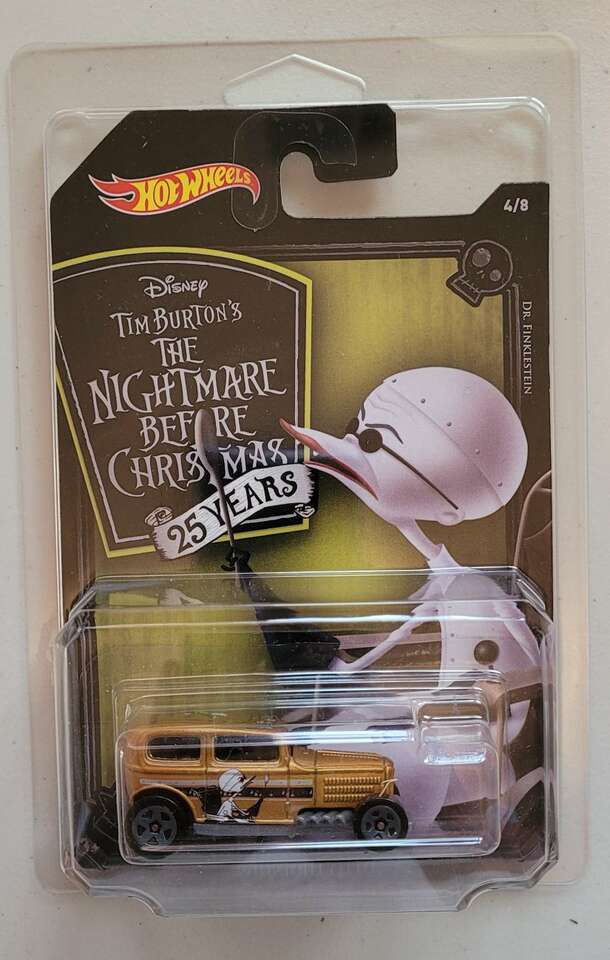 HOT WHEELS
4/8
DISNEY
TIM BURTON'S
THE
NIGHTMARE
BEFORE
CHRISTMAS
25 YEARS
DR. FINKLESTEIN